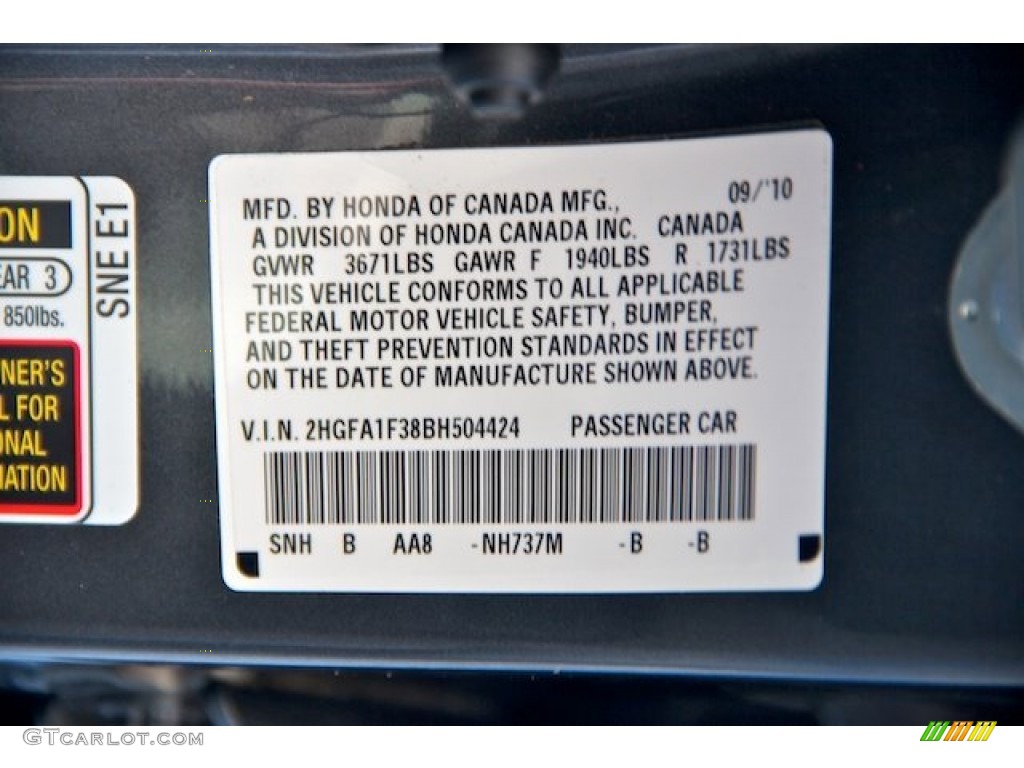 09/'10
MFD. BY HONDA OF CANADA MFG.,
A DIVISION OF HONDA CANADA INC. CANADA
GVWR 3671LBS GAWR F 1940LBS R 1731LBS
THIS VEHICLE CONFORMS TO ALL APPLICABLE
FEDERAL MOTOR VEHICLE SAFETY, BUMPER,
AND THEFT PREVENTION STANDARDS IN EFFECT
ON THE DATE OF MANUFACTURE SHOWN ABOVE.
V.I.N. 2HGFA1F38BH504424 PASSENGER CAR
SNH B AA8 -NH737M -B -B
ON
EAR 3
850lbs.
NER'S
L FOR
ONAL
MATION
SNE E1
GTCARLOT.COM